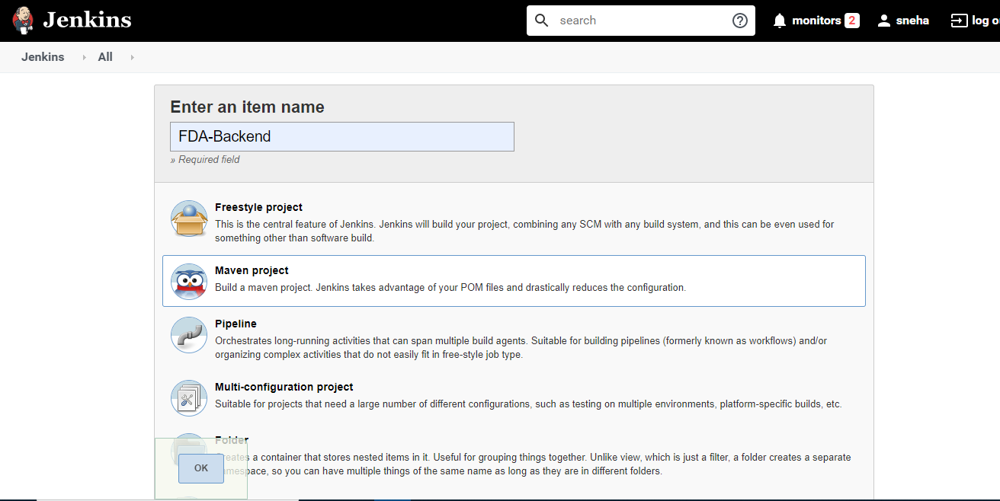 Jenkins
search
monitors 2
sneha
log
Jenkins
All
Enter an item name
FDA-Backend
» Required field
Freestyle project
This is the central feature of Jenkins. Jenkins will build your project, combining any SCM with any build system, and this can be even used for
something other than software build.
Maven project
Build a maven project. Jenkins takes advantage of your POM files and drastically reduces the configuration.
Pipeline
Orchestrates long-running activities that can span multiple build agents. Suitable for building pipelines (formerly known as workflows) and/or
organizing complex activities that do not easily fit in free-style job type.
Multi-configuration project
Suitable for projects that need a large number of different configurations, such as testing on multiple environments, platform-specific builds, etc.
Folder
Creates a container that stores nested items in it. Useful for grouping things together. Unlike view, which is just a filter, a folder creates a separate
namespace, so you can have multiple things of the same name as long as they are in different folders.
OK